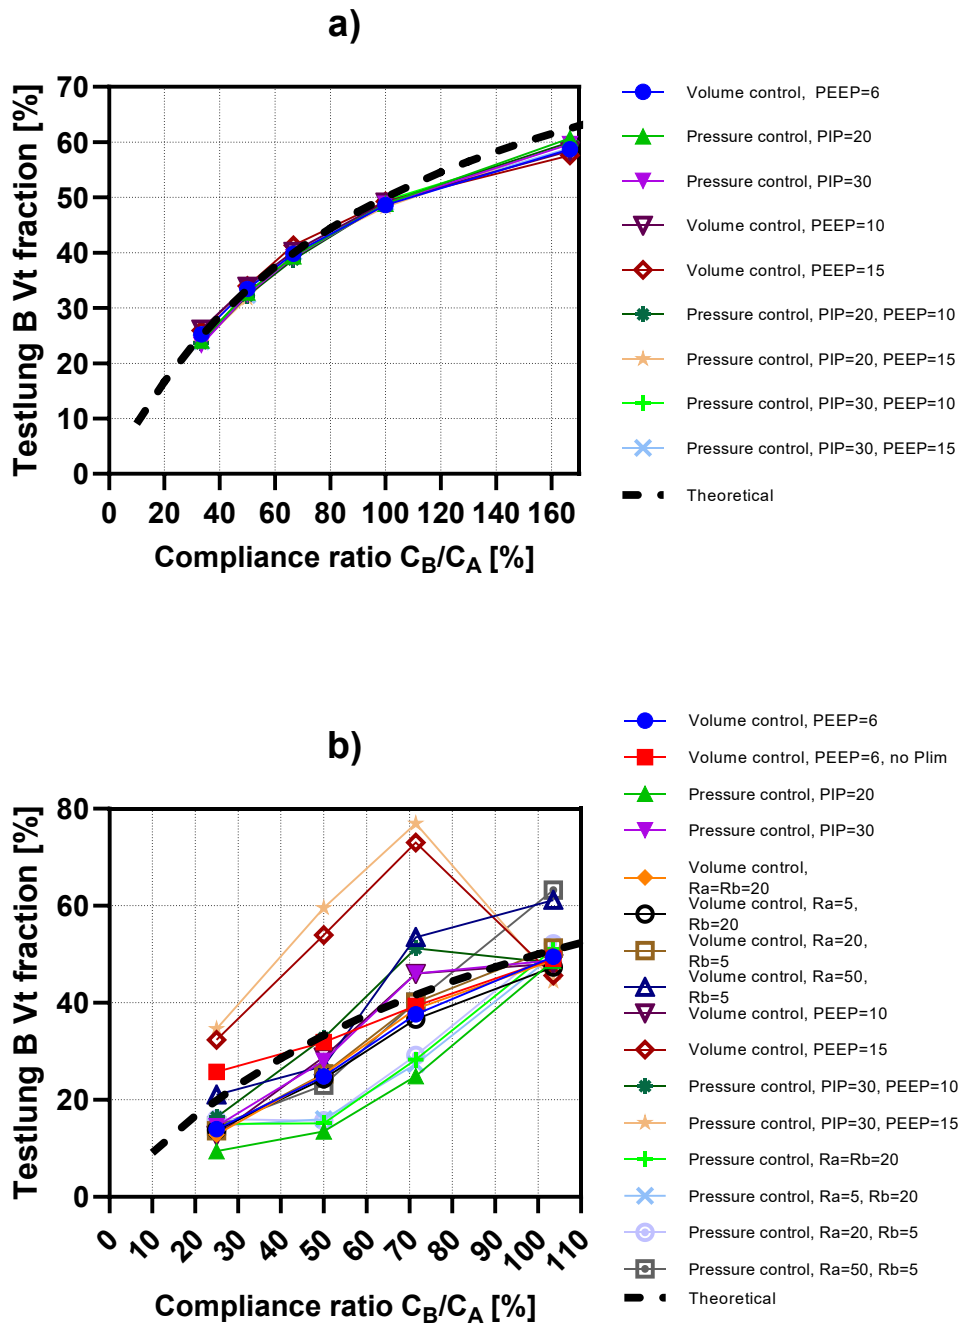 a)
Testlung B Vt fraction [%]
70
60
50
40
30
20
10
0
0 20 40 60 80 100 120 140 160
Compliance ratio CB/CA [%]
Volume control, PEEP=6
Pressure control, PIP=20
Pressure control, PIP=30
Volume control, PEEP=10
Volume control, PEEP=15
Pressure control, PIP=20, PEEP=10
Pressure control, PIP=20, PEEP=15
Pressure control, PIP=30, PEEP=10
Pressure control, PIP=30, PEEP=15
Theoretical
b)
Testlung B Vt fraction [%]
80
60
40
20
0
0 10 20 30 40 50 60 70 80 90 100 110
Compliance ratio CB/CA [%]
Volume control, PEEP=6
Volume control, PEEP=6, no Plim
Pressure control, PIP=20
Pressure control, PIP=30
Volume control,
Ra=Rb=20
Volume control, Ra=5,
Rb=20
Volume control, Ra=20,
Rb=5
Volume control, Ra=50,
Rb=5
Volume control, PEEP=10
Volume control, PEEP=15
Pressure control, PIP=30, PEEP=10
Pressure control, PIP=30, PEEP=15
Pressure control, Ra=Rb=20
Pressure control, Ra=5, Rb=20
Pressure control, Ra=20, Rb=5
Pressure control, Ra=50, Rb=5
Theoretical